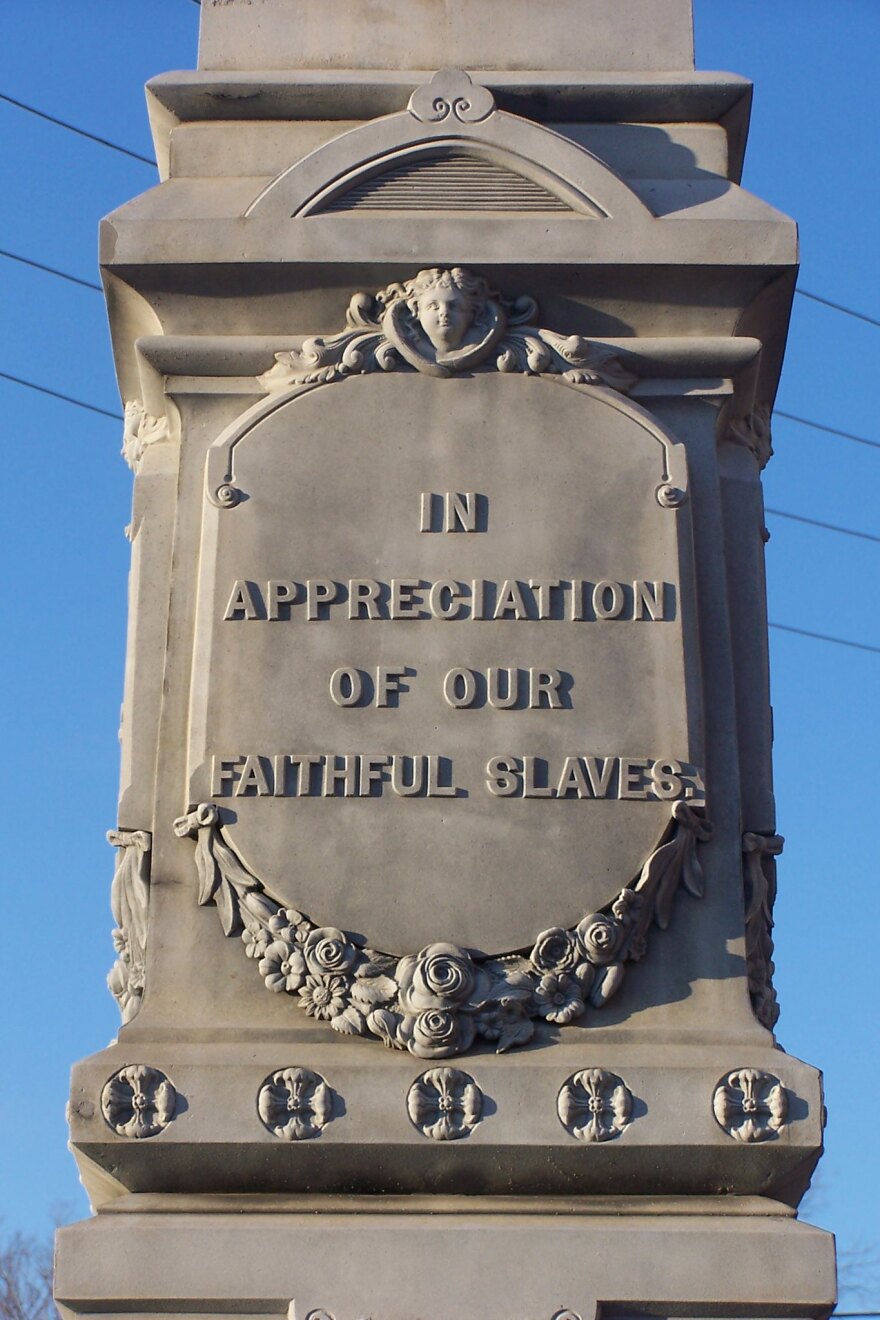 IN
APPRECIATION
OF OUR
FAITHFUL SLAVES.